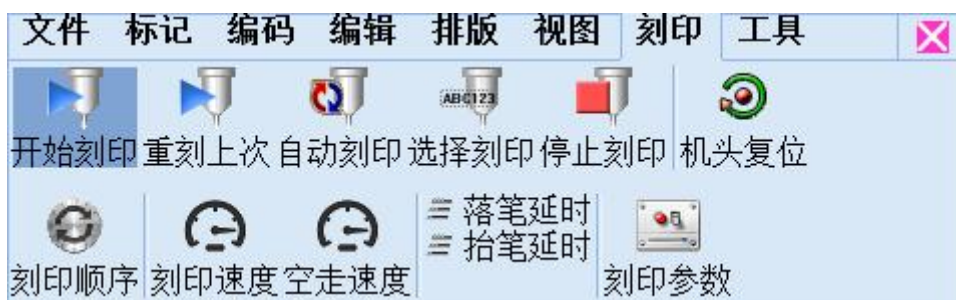 文件 标记 编码 编辑 排版 视图 刻印 工具
ABC123
开始刻印 重刻上次 自动刻印 选择刻印 停止刻印 机头复位
落笔延时
抬笔延时
刻印顺序 刻印速度 空走速度 刻印参数